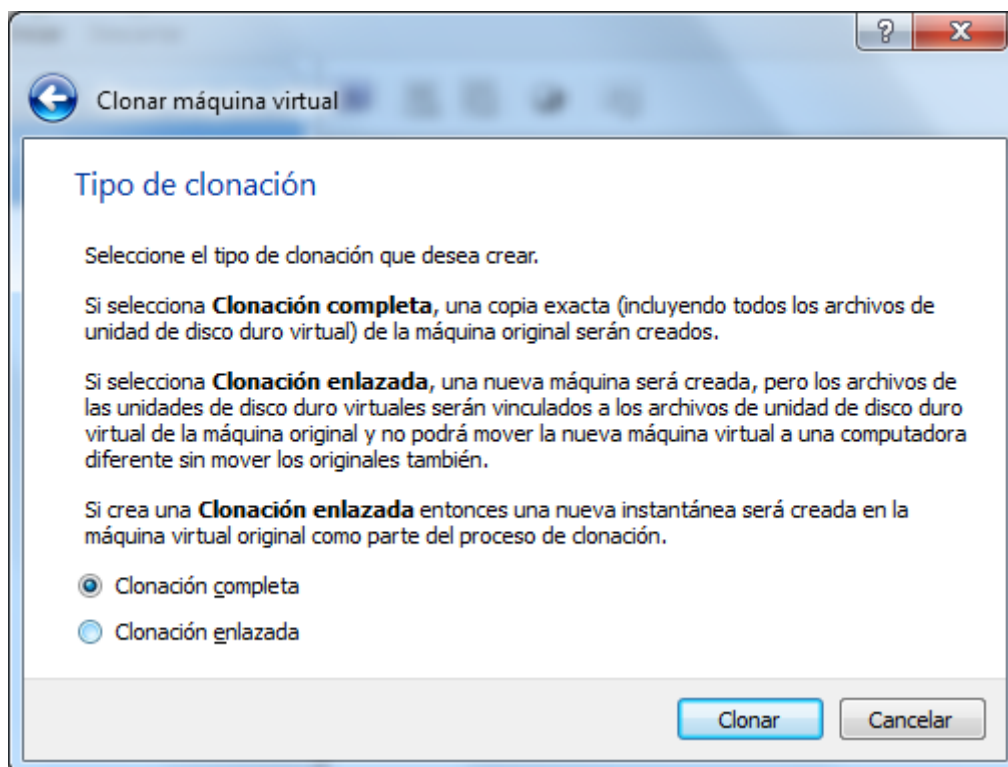 Clonar máquina virtual
Tipo de clonación
Seleccione el tipo de clonación que desea crear.
Si selecciona Clonación completa, una copia exacta (incluyendo todos los archivos de
unidad de disco duro virtual) de la máquina original serán creados.
Si selecciona Clonación enlazada, una nueva máquina será creada, pero los archivos de
las unidades de disco duro virtuales serán vinculados a los archivos de unidad de disco duro
virtual de la máquina original y no podrá mover la nueva máquina virtual a una computadora
diferente sin mover los originales también.
Si crea una Clonación enlazada entonces una nueva instantánea será creada en la
máquina virtual original como parte del proceso de clonación.
Clonación completa
Clonación enlazada
Clonar
Cancelar